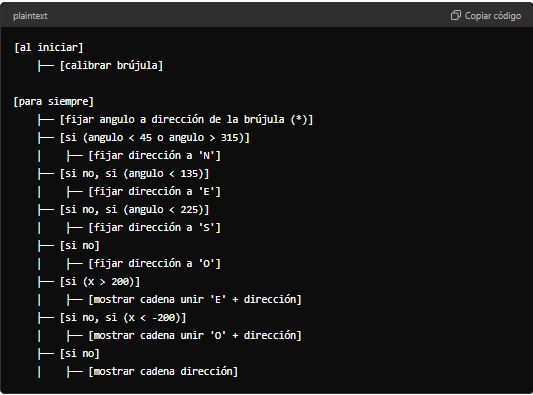 plaintext
Copiar código
[al iniciar]
    ├── [calibrar brújula]

[para siempre]
    ├── [fijar angulo a dirección de la brújula (*)]
    ├── [si (angulo < 45 o angulo > 315)]
    |   ├── [fijar dirección a 'N']
    ├── [si no, si (angulo < 135)]
    |   ├── [fijar dirección a 'E']
    ├── [si no, si (angulo < 225)]
    |   ├── [fijar dirección a 'S']
    ├── [si no]
    |   ├── [fijar dirección a 'O']
    ├── [si (x > 200)]
    |   ├── [mostrar cadena unir 'E' + dirección]
    ├── [si no, si (x < -200)]
    |   ├── [mostrar cadena unir 'O' + dirección]
    ├── [si no]
    |   ├── [mostrar cadena dirección]